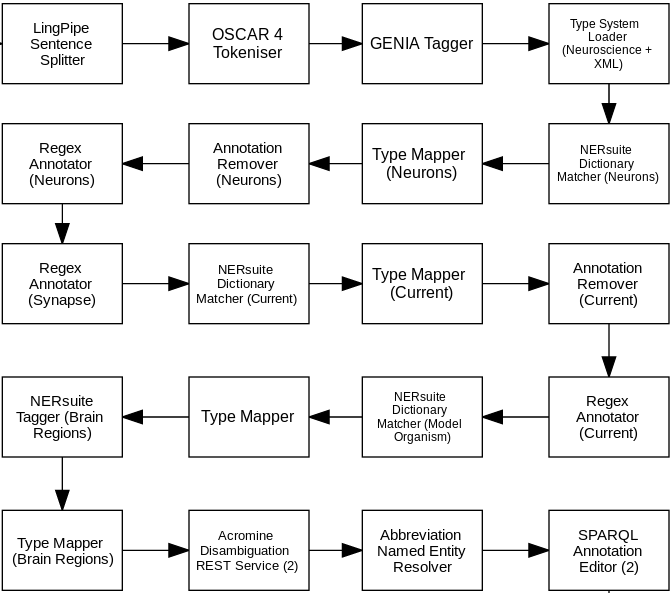 LingPipe
Sentence
Splitter
OSCAR 4
Tokeniser
GENIA Tagger
Type System
Loader
(Neuroscience +
XML)
Regex
Annotator
(Neurons)
Annotation
Remover
(Neurons)
Type Mapper
(Neurons)
NERsuite
Dictionary
Matcher (Neurons)
Regex
Annotator
(Synapse)
NERsuite
Dictionary
Matcher (Current)
Type Mapper
(Current)
Annotation
Remover
(Current)
NERsuite
Tagger (Brain
Regions)
Type Mapper
NERsuite
Dictionary
Matcher (Model
Organism)
Regex
Annotator
(Current)
Type Mapper
(Brain Regions)
Acromine
Disambiguation
REST Service (2)
Abbreviation
Named Entity
Resolver
SPARQL
Annotation
Editor (2)